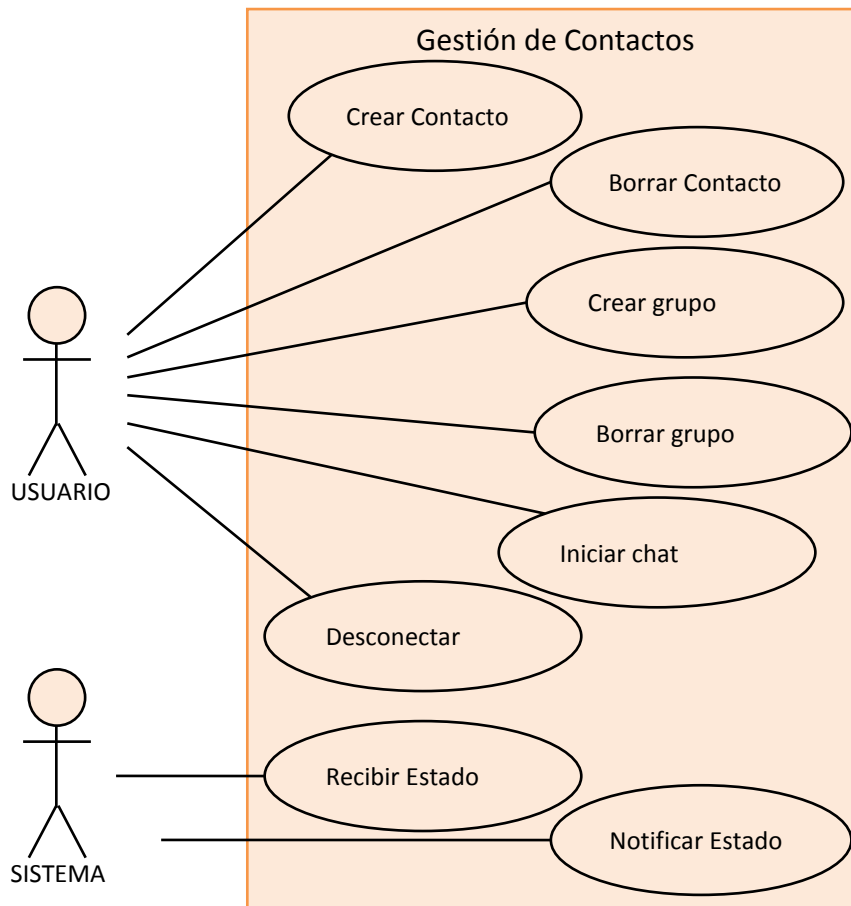 Gestión de Contactos
Crear Contacto
Borrar Contacto
Crear grupo
Borrar grupo
USUARIO
Iniciar chat
Desconectar
Recibir Estado
Notificar Estado
SISTEMA